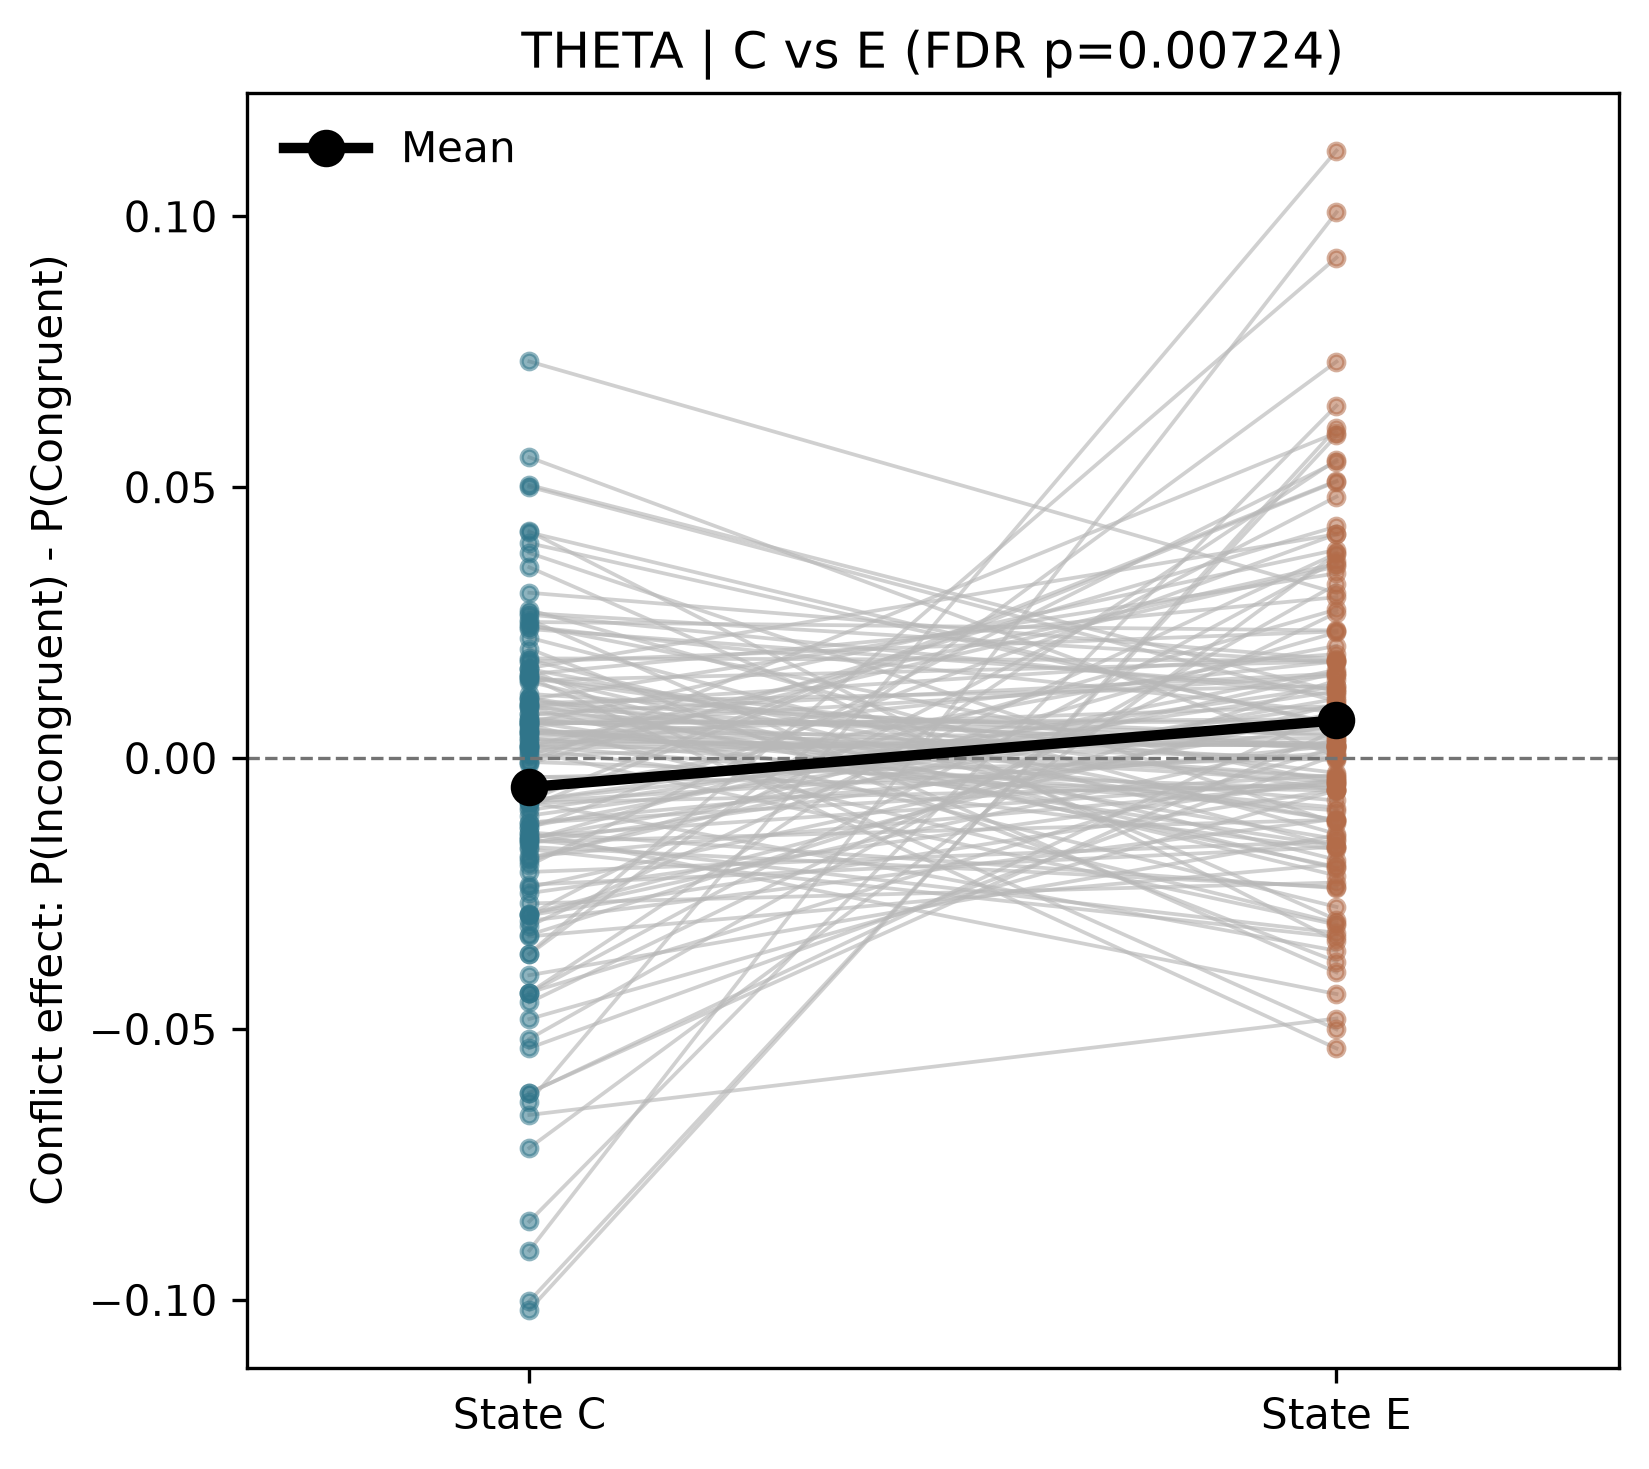 THETA | C vs E (FDR p=0.00724)
Mean
Conflict effect: P(Incongruent) - P(Congruent)
0.10
0.05
0.00
−0.05
−0.10
State C
State E